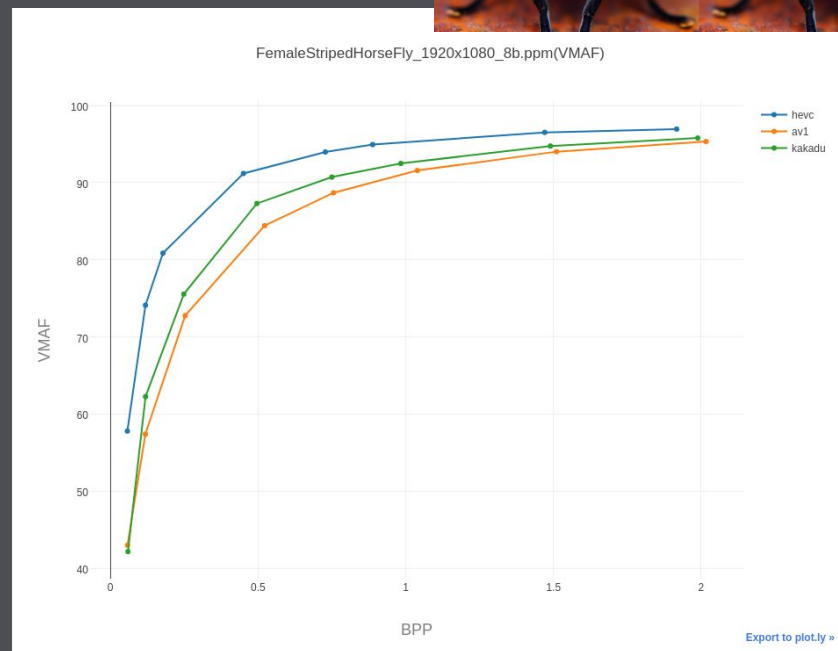 FemaleStripedHorseFly_1920x1080_8b.ppm(VMAF)
100
90
80
70
60
50
40
VMAF
0
0.5
1
1.5
2
BPP
hevc
av1
kakadu
Export to plot.ly »